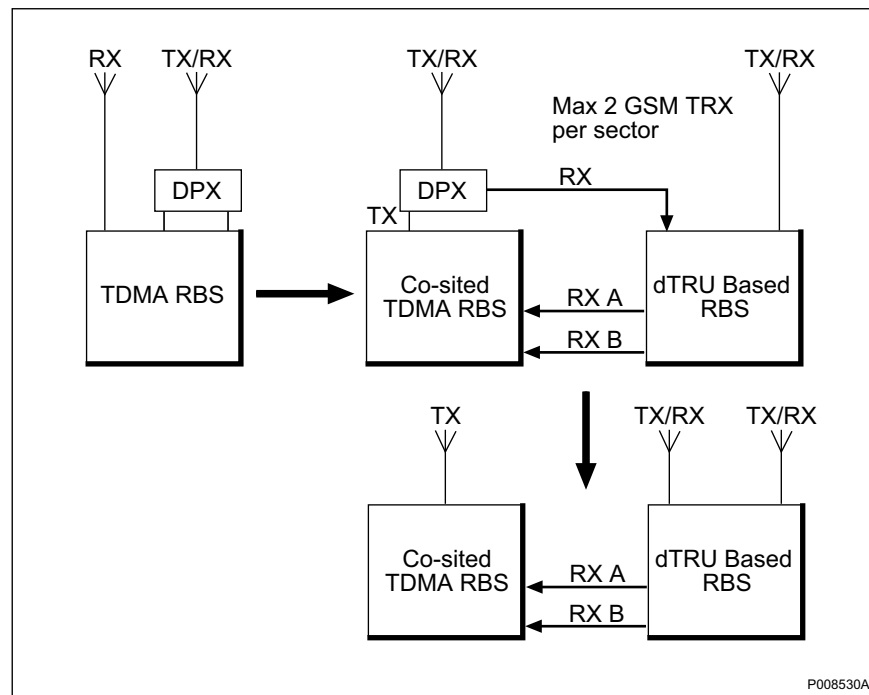 RX
TX/RX
DPX
TDMA RBS
TX/RX
Max 2 GSM TRX
per sector
TX/RX
DPX
RX
TX
Co-sited
TDMA RBS
RX A
RX B
dTRU Based
RBS
TX
TX/RX
TX/RX
Co-sited
TDMA RBS
RX A
RX B
dTRU Based
RBS
P008530A